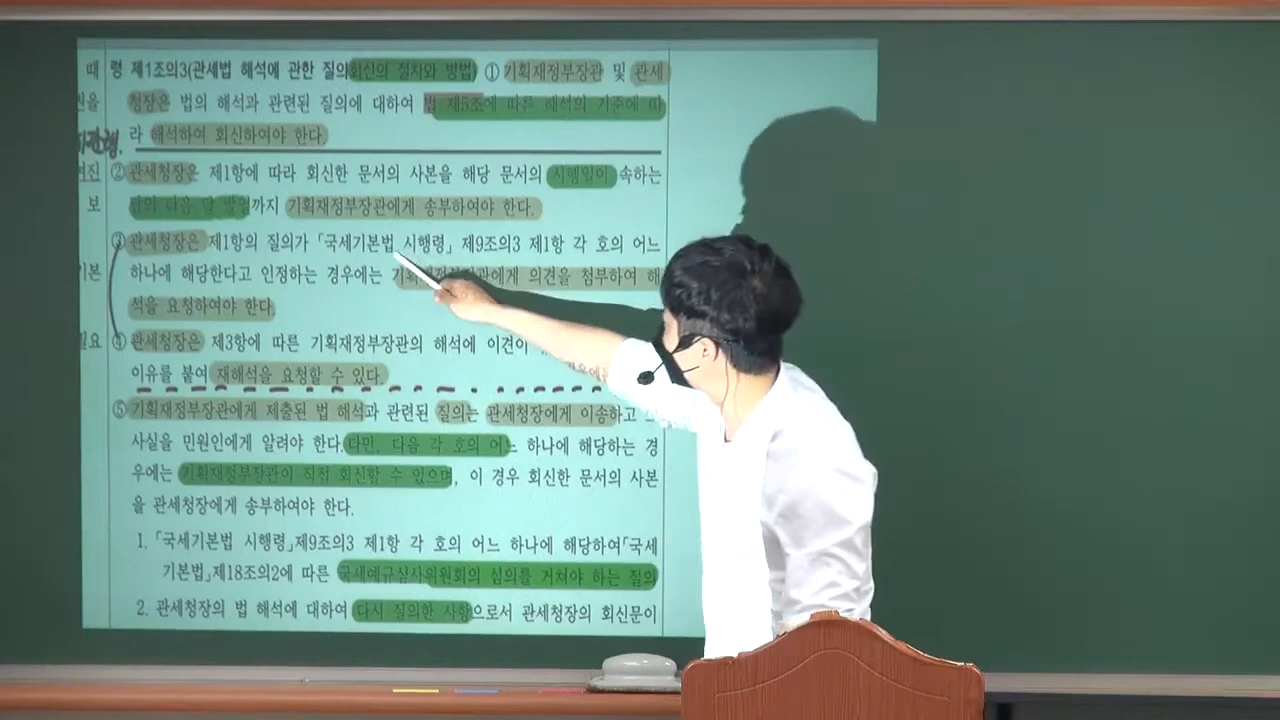 때 령 제1조의3(관세법 해석에 관한 질의회신의 절차와 방법) ① 기획재정부장관 및 관세
청장은 법의 해석과 관련된 질의에 대하여 법 제5조에 따른 해석의 기준에 따
라 해석하여 회신하여야 한다.
② 관세청장은 제1항에 따라 회신한 문서의 사본을 해당 문서의 시행일이 속하는
보 달의 다음 달 말일까지 기획재정부장관에게 송부하여야 한다.
③ 관세청장은 제1항의 질의가 「국세기본법 시행령」 제9조의3 제1항 각 호의 어느
하나에 해당한다고 인정하는 경우에는 기획재정부장관에게 의견을 첨부하여 해
석을 요청하여야 한다.
④ 관세청장은 제3항에 따른 기획재정부장관의 해석에 이견이
이유를 붙여 재해석을 요청할 수 있다.
⑤ 기획재정부장관에게 제출된 법 해석과 관련된 질의는 관세청장에게 이송하고
사실을 민원인에게 알려야 한다. 다만, 다음 각 호의 어느 하나에 해당하는 경
우에는 기획재정부장관이 직접 회신할 수 있으며, 이 경우 회신한 문서의 사본
을 관세청장에게 송부하여야 한다.
1. 「국세기본법 시행령」제9조의3 제1항 각 호의 어느 하나에 해당하여「국세
기본법」제18조의2에 따른 국세예규심사위원회의 심의를 거쳐야 하는 질의
2. 관세청장의 법 해석에 대하여 다시 질의한 사항으로서 관세청장의 회신문이